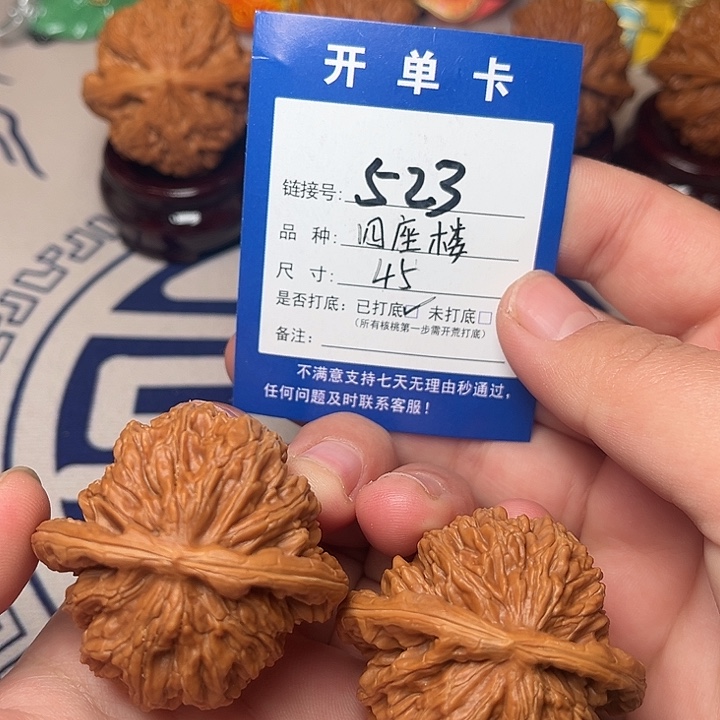 开单卡
链接号: 523
品 种: 四座楼
尺 寸: 45
是否打底: 已打底☑ 未打底□
(所有核桃第一步需开荒打底)
备注:
不满意支持七天无理由秒通过，
任何问题及时联系客服！